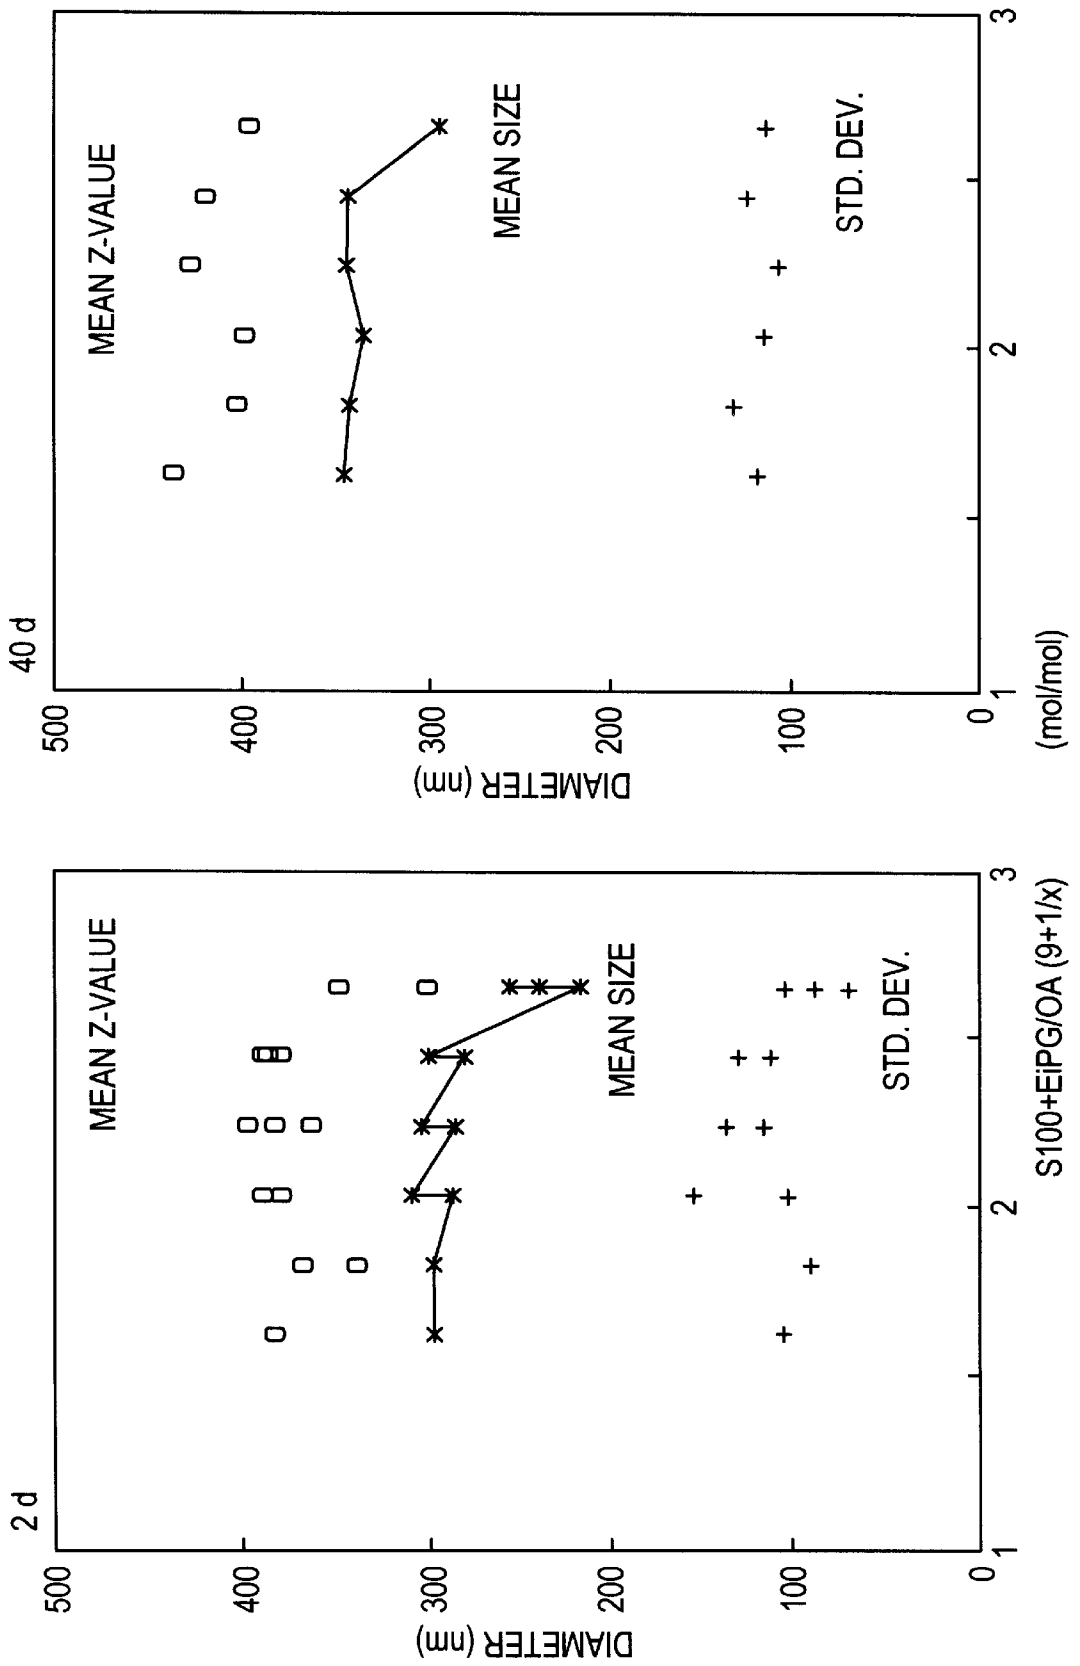 2 d
500
400
300
200
100
0
DIAMETER (nm)
MEAN Z-VALUE
MEAN SIZE
STD. DEV.
1
2
3
S100+EiPG/OA (9+1/x)
40 d
500
400
300
200
100
0
DIAMETER (nm)
MEAN Z-VALUE
MEAN SIZE
STD. DEV.
1
2
3
(mol/mol)